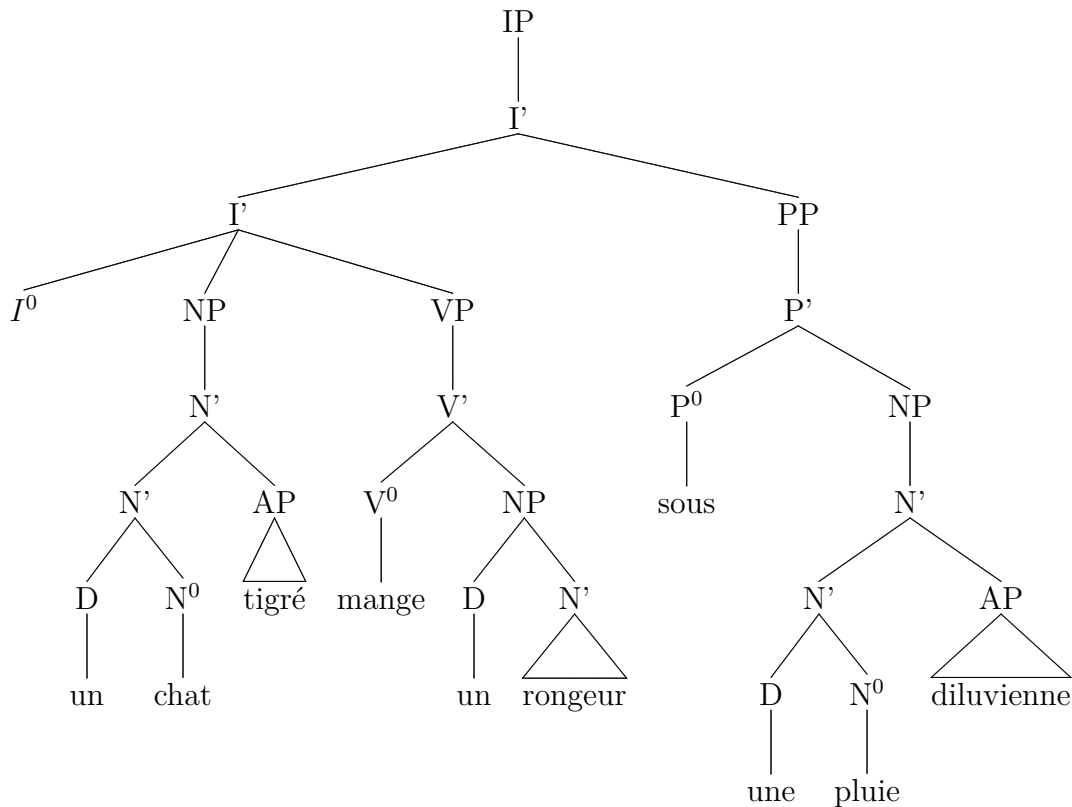 IP
I'
I' PP
I⁰ NP VP P'
N' V' P⁰ NP
N' AP V⁰ NP sous N'
D N⁰ tigré mange D N' N' AP
un chat un rongeur D N⁰ diluvienne
une pluie